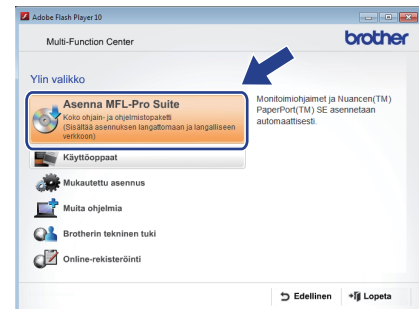 Adobe Flash Player 10
Multi-Function Center
brother
Ylin valikko
Asenna MFL-Pro Suite
Koko ohjain- ja ohjelmistopaketti
(Sisältää asennuksen langattomaan ja langalliseen
verkkoon)
Monitoimiohjaimet ja Nuancen(TM)
PaperPort(TM) SE asennetaan
automaattisesti.
Käyttöoppaat
Mukautettu asennus
Muita ohjelmia
Brotherin tekninen tuki
Online-rekisteröinti
Edellinen
Lopeta